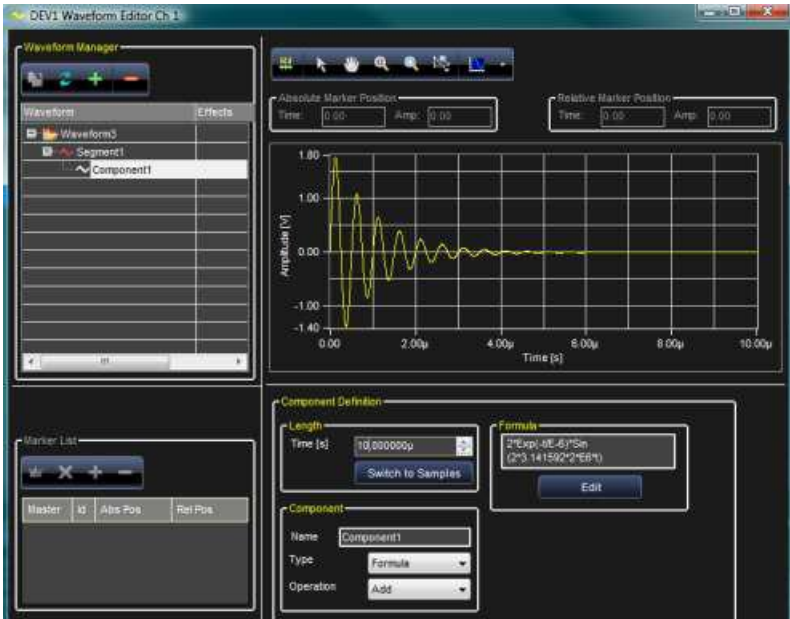 DEV1 Waveform Editor Ch 1
Waveform Manager
Waveform Effects
Waveform3
Segment1
Component1
Marker List
Master Id Abs Pos Rel Pos
Absolute Marker Position
Time: 0.00 Amp: 0.00
Relative Marker Position
Time: 0.00 Amp: 0.00
1.80
1.00
0.00
-1.00
-1.40
Amplitude [V]
0.00 2.00µ 4.00µ 6.00µ 8.00µ 10.00µ
Time [s]
Component Definition
Length
Time [s] 10,000000µ
Switch to Samples
Formula
2*Exp(-t/E-6)*Sin
(2*3.141592*2*E6*t)
Edit
Component
Name Component1
Type Formula
Operation Add